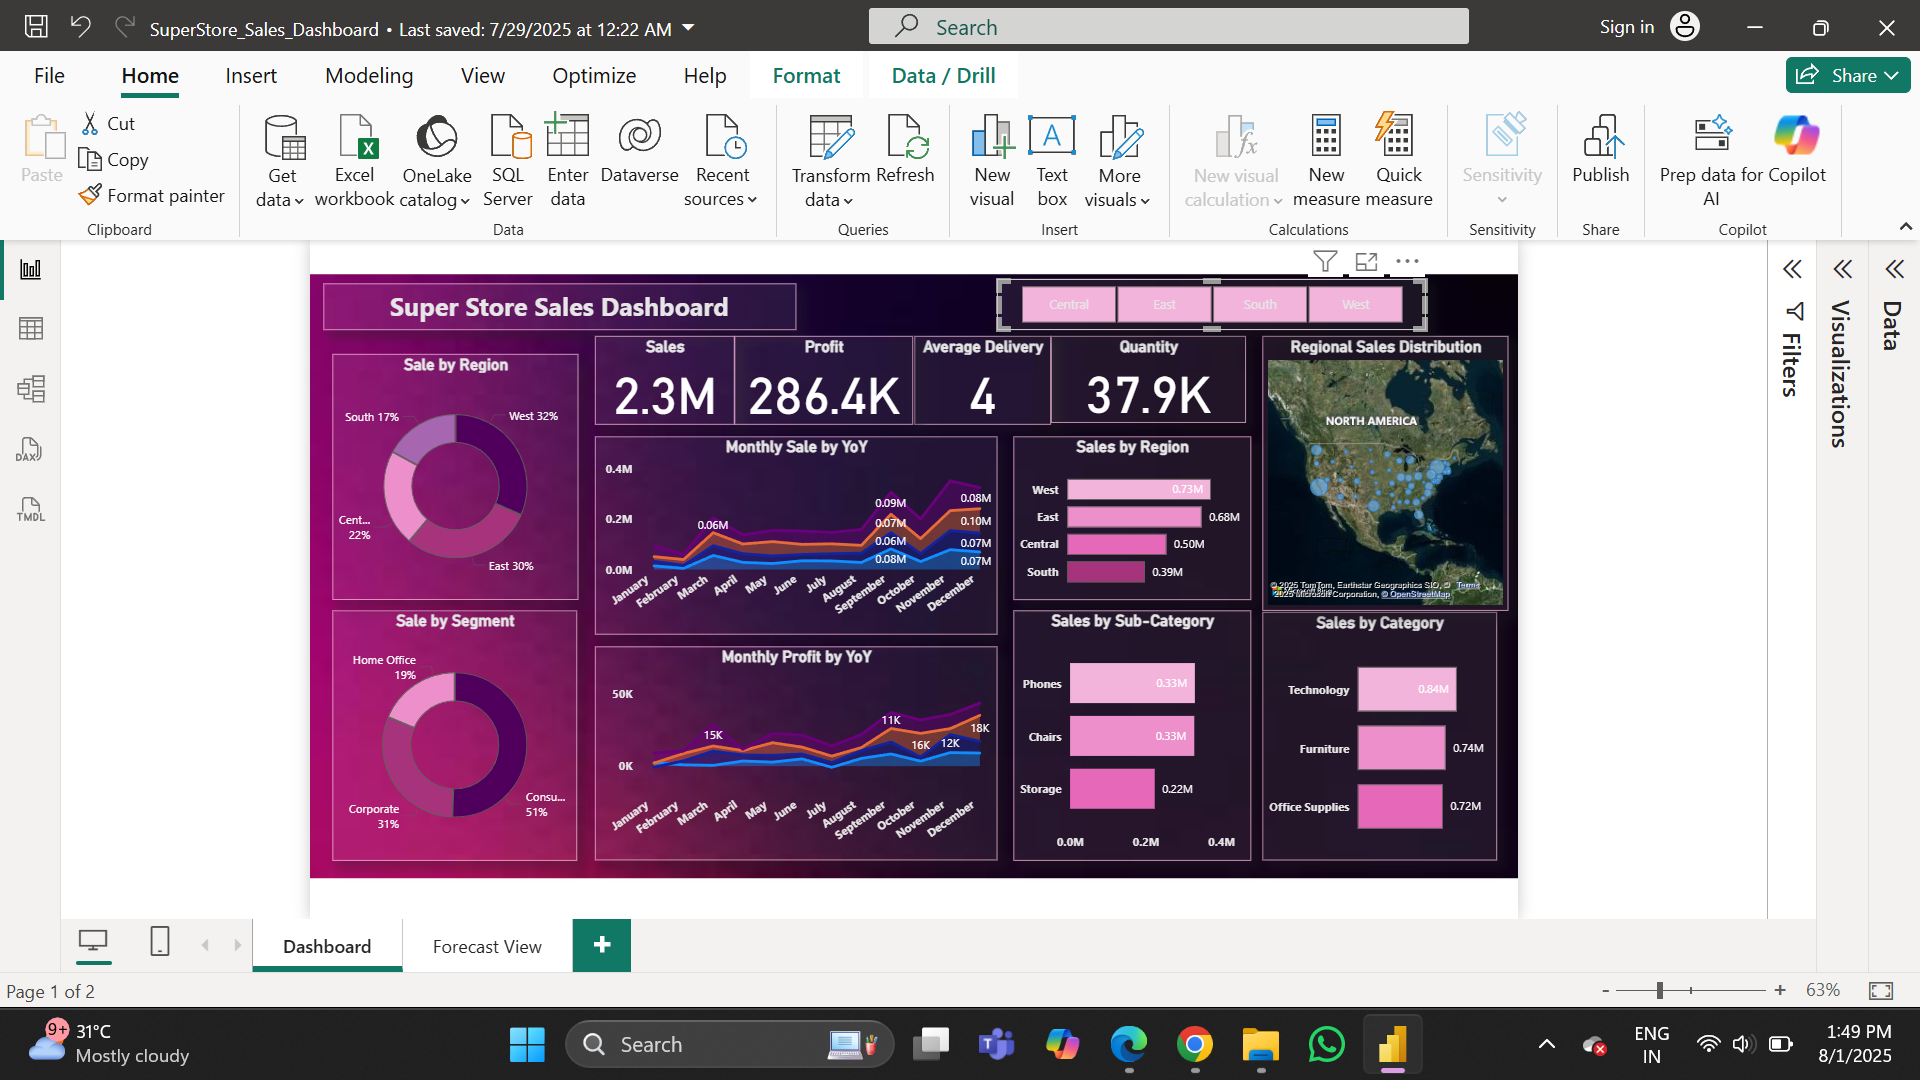 SuperStore_Sales_Dashboard • Last saved: 7/29/2025 at 12:22 AM
Search
Sign in
File
Home
Insert
Modeling
View
Optimize
Help
Format
Data / Drill
Share
Paste
Cut
Copy
Format painter
Clipboard
Get data
Excel workbook
OneLake catalog
SQL Server
Enter data
Dataverse
Recent sources
Data
Transform data
Refresh
Queries
New visual
Text box
More visuals
Insert
New visual calculation
New measure
Quick measure
Calculations
Sensitivity
Sensitivity
Publish
Share
Prep data for AI
Copilot
Copilot
DAX
TMDL
Super Store Sales Dashboard
Central
East
South
West
Sale by Region
South 17%
West 32%
Cent...
22%
East 30%
Sales
2.3M
Profit
286.4K
Average Delivery
4
Quantity
37.9K
Regional Sales Distribution
NORTH AMERICA
© 2025 TomTom, Earthstar Geographics SIO, ©
2025 Microsoft Corporation, © OpenStreetMap
Terms
Monthly Sale by YoY
0.4M
0.2M
0.0M
0.06M
0.09M
0.07M
0.06M
0.08M
0.08M
0.10M
0.07M
0.07M
January
February
March
April
May
June
July
August
September
October
November
December
Sales by Region
West
0.73M
East
0.68M
Central
0.50M
South
0.39M
Sale by Segment
Home Office
19%
Corporate
31%
Consu...
51%
Monthly Profit by YoY
50K
0K
15K
11K
16K
12K
18K
January
February
March
April
May
June
July
August
September
October
November
December
Sales by Sub-Category
Phones
0.33M
Chairs
0.33M
Storage
0.22M
0.0M
0.2M
0.4M
Sales by Category
Technology
0.84M
Furniture
0.74M
Office Supplies
0.72M
Filters
Visualizations
Data
Dashboard
Forecast View
Page 1 of 2
63%
9+
31°C
Mostly cloudy
Search
ENG
IN
1:49 PM
8/1/2025